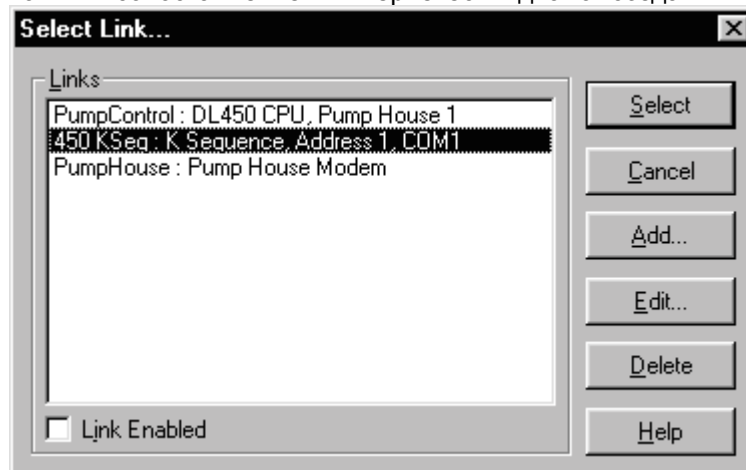 Select Link...
Links
PumpControl : DL450 CPU, Pump House 1
450 KSeq : K Sequence, Address 1, COM1
PumpHouse : Pump House Modem
Link Enabled
Select
Cancel
Add...
Edit...
Delete
Help